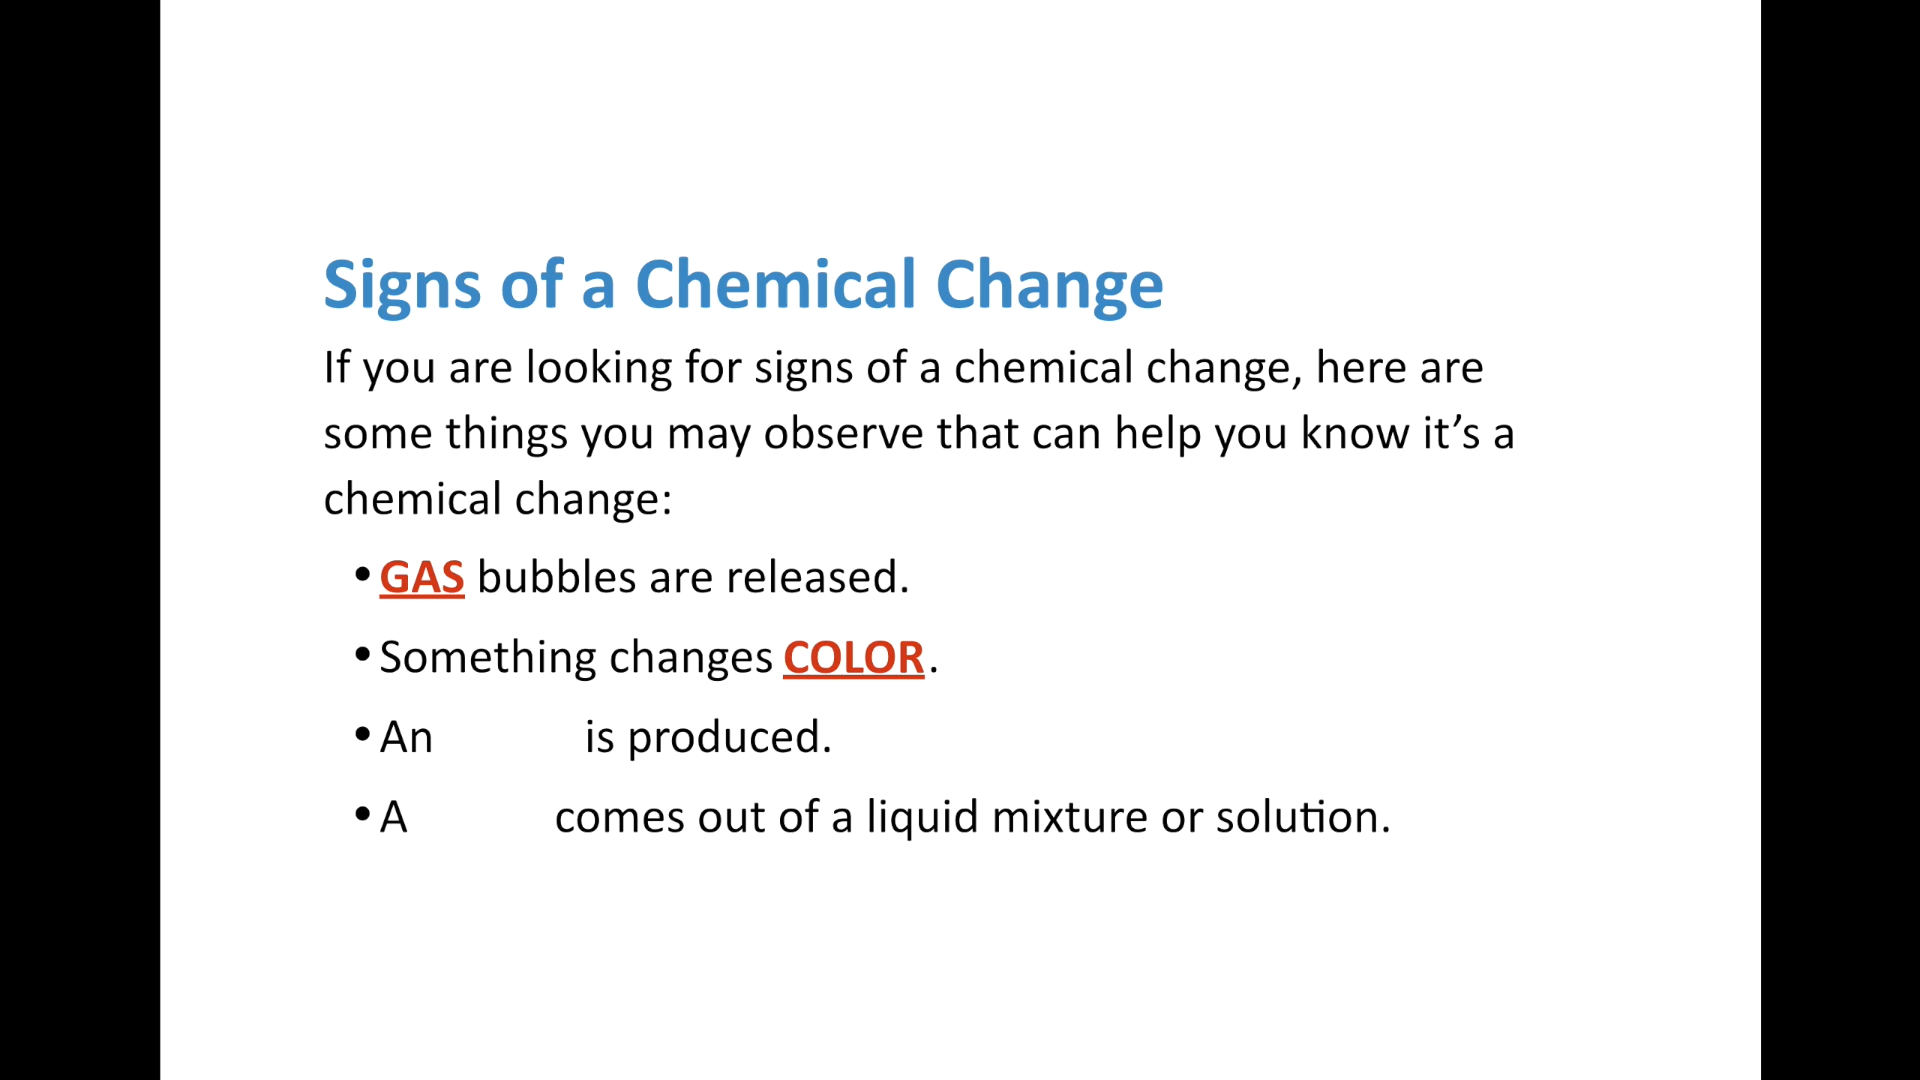 Signs of a Chemical Change
If you are looking for signs of a chemical change, here are
some things you may observe that can help you know it’s a
chemical change:
• GAS bubbles are released.
• Something changes COLOR.
• An is produced.
• A comes out of a liquid mixture or solution.